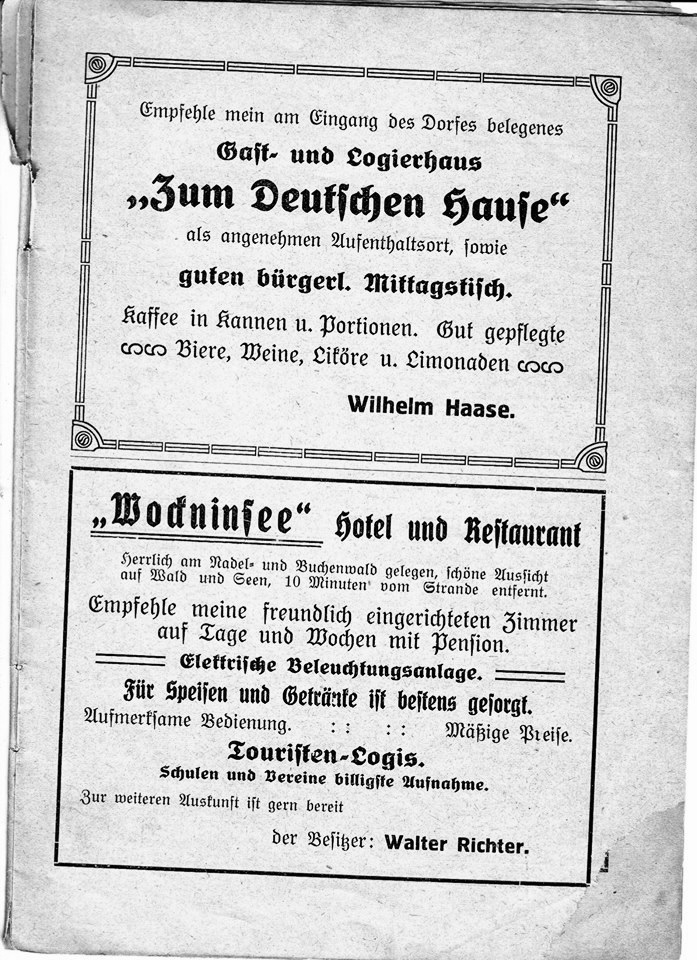 Empfehle mein am Eingang des Dorfes belegenes
Gast- und Logierhaus
„Zum Deutschen Hause“
als angenehmen Aufenthaltsort, sowie
guten bürgerl. Mittagstisch.
Kaffee in Kannen u. Portionen. Gut gepflegte
Biere, Weine, Liköre u. Limonaden
Wilhelm Haase.
„Wockninsee“ Hotel und Restaurant
Herrlich am Nadel- und Buchenwald gelegen, schöne Aussicht
auf Wald und Seen, 10 Minuten vom Strande entfernt.
Empfehle meine freundlich eingerichteten Zimmer
auf Tage und Wochen mit Pension.
Elektrische Beleuchtungsanlage.
Für Speisen und Getränke ist bestens gesorgt.
Aufmerksame Bedienung. : : : : Mäßige Preise.
Touristen-Logis.
Schulen und Vereine billigste Aufnahme.
Zur weiteren Auskunft ist gern bereit
der Besitzer: Walter Richter.